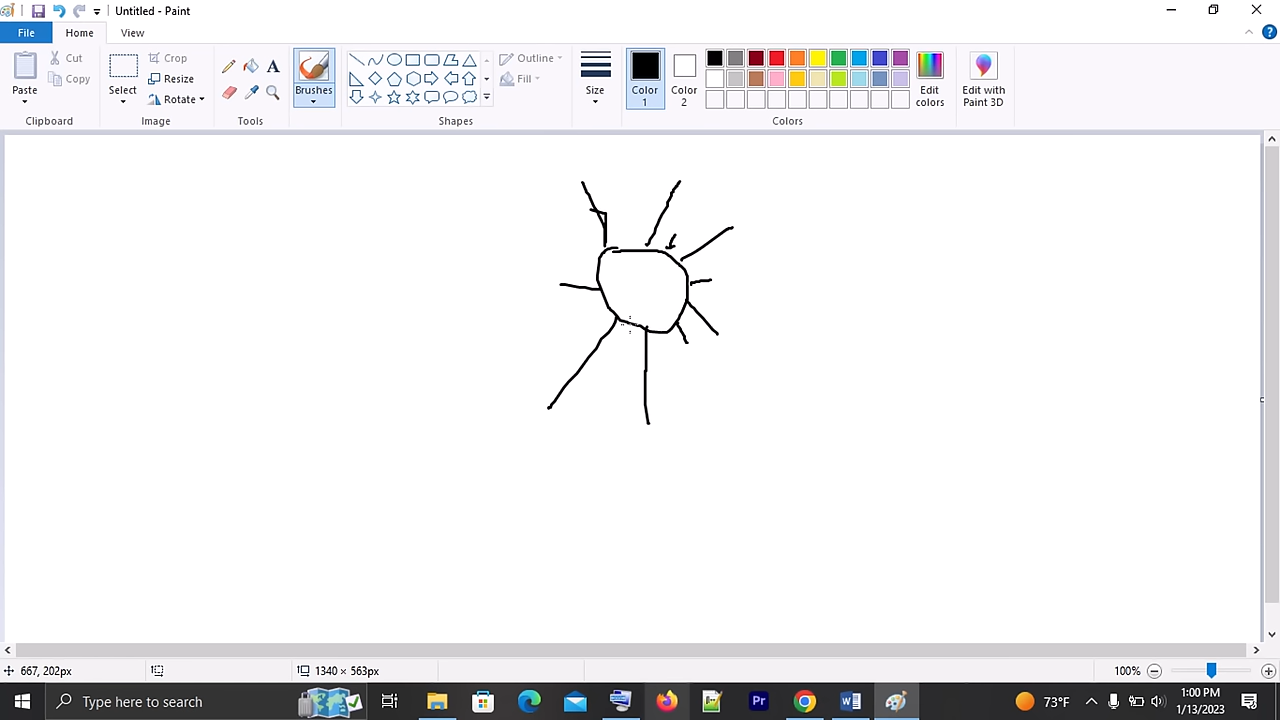 Untitled - Paint
File Home View
Paste Cut Copy Clipboard
Select Crop Resize Rotate Image
A Tools
Brushes
Outline Fill Shapes
Size
Color 1 Color 2 Edit colors Colors
Edit with Paint 3D
667, 202px 1340 × 563px 100%
Type here to search Pr W 73°F 1:00 PM
1/13/2023